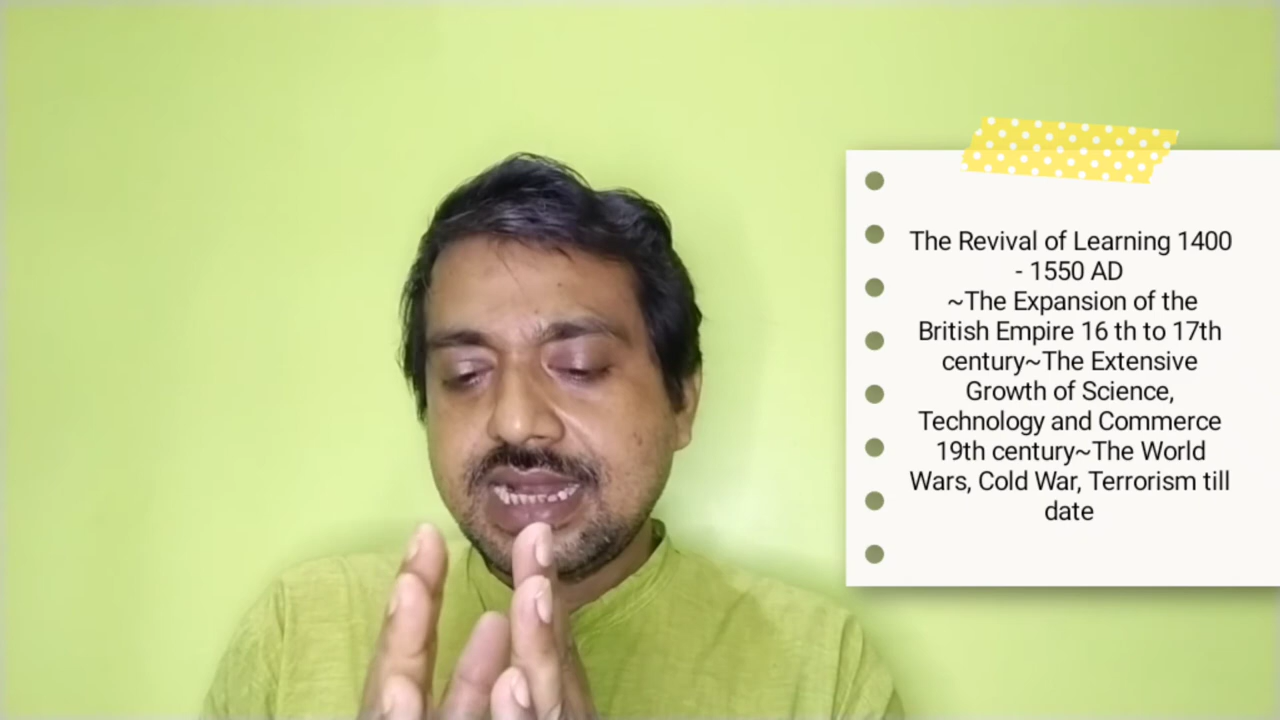 The Revival of Learning 1400
- 1550 AD
~The Expansion of the
British Empire 16 th to 17th
century~The Extensive
Growth of Science,
Technology and Commerce
19th century~The World
Wars, Cold War, Terrorism till
date